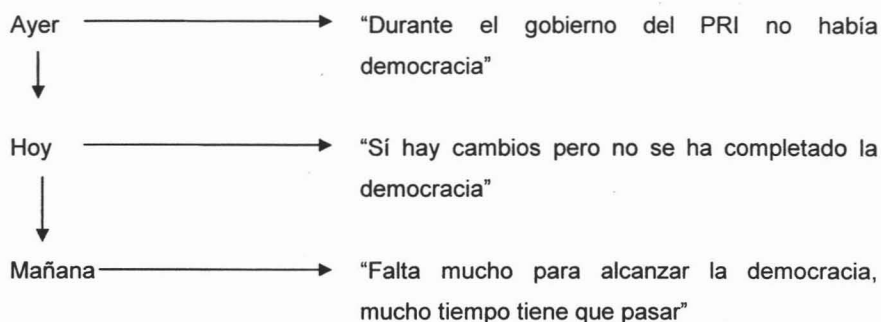 Ayer “Durante el gobierno del PRI no había
democracia”
Hoy “Sí hay cambios pero no se ha completado la
democracia”
Mañana “Falta mucho para alcanzar la democracia,
mucho tiempo tiene que pasar”